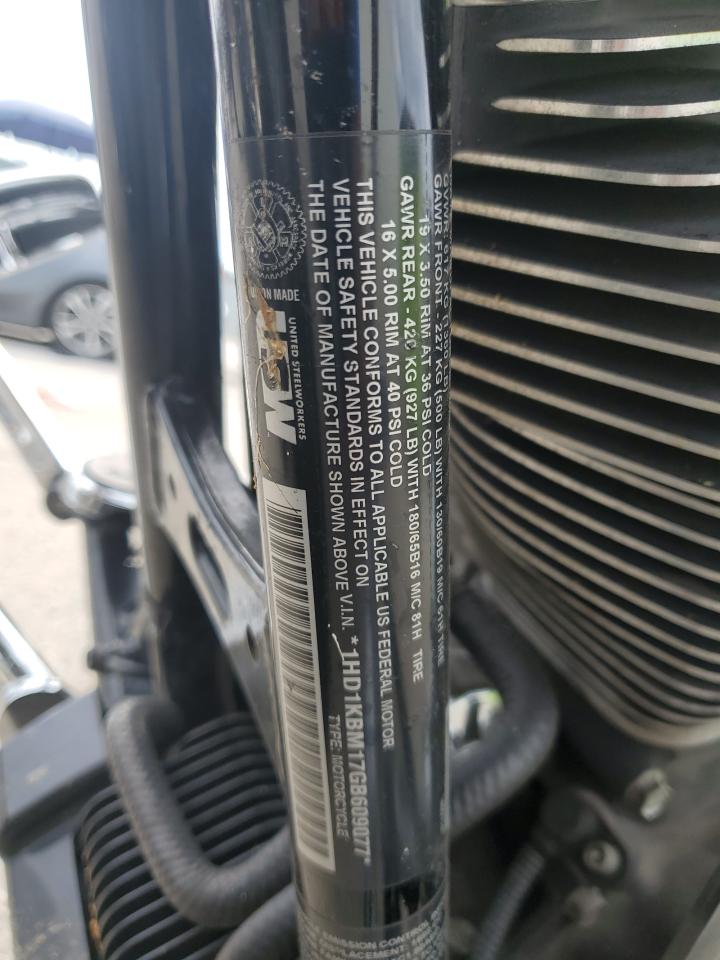 GAWR FRONT - 227 KG (500 LB) WITH 130/60B19 M/C 61H TIRE
19 X 3.50 RIM AT 36 PSI COLD
GAWR REAR - 420 KG (927 LB) WITH 180/65B16 M/C 81H TIRE
16 X 5.00 RIM AT 40 PSI COLD
THIS VEHICLE CONFORMS TO ALL APPLICABLE US FEDERAL MOTOR
VEHICLE SAFETY STANDARDS IN EFFECT ON
THE DATE OF MANUFACTURE SHOWN ABOVE V.I.N. *1HD1KBM17GB609077*
TYPE: MOTORCYCLE
UNITED STEELWORKERS
MADE
EMISSION CONTROL